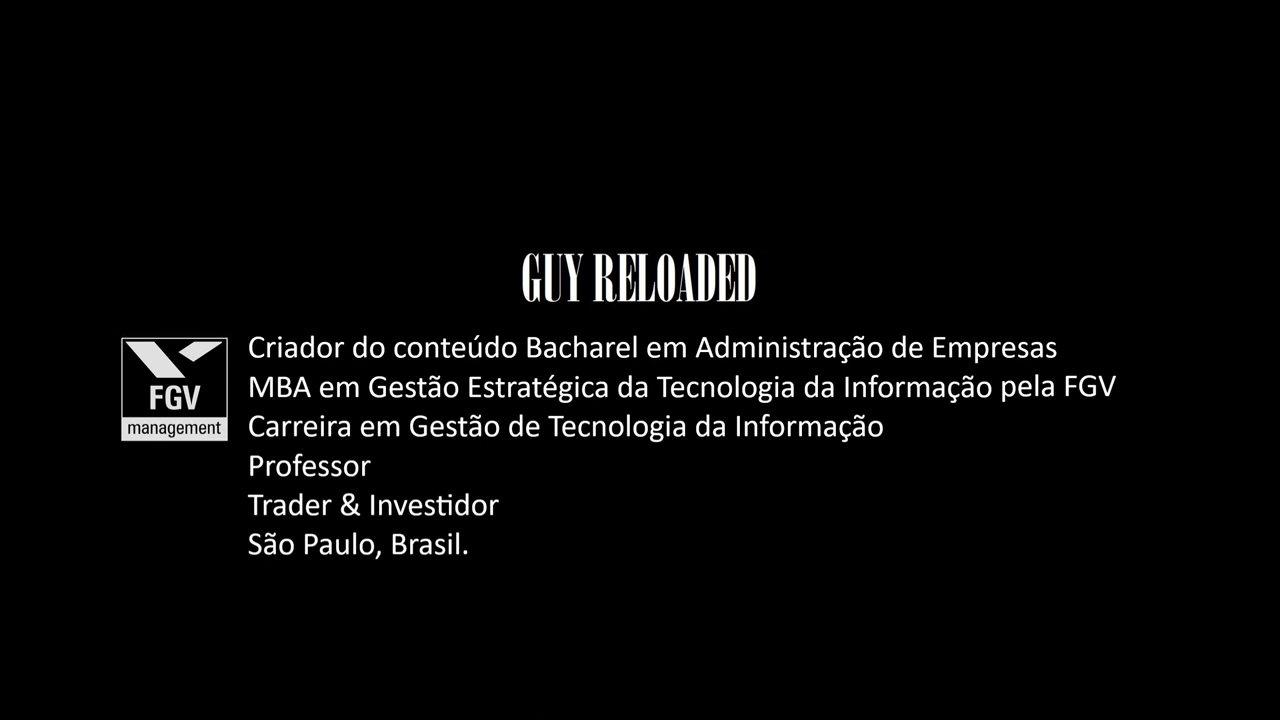 GUY RELOADED
Criador do conteúdo Bacharel em Administração de Empresas
MBA em Gestão Estratégica da Tecnologia da Informação pela FGV
Carreira em Gestão de Tecnologia da Informação
Professor
Trader & Investidor
São Paulo, Brasil.
FGV
management